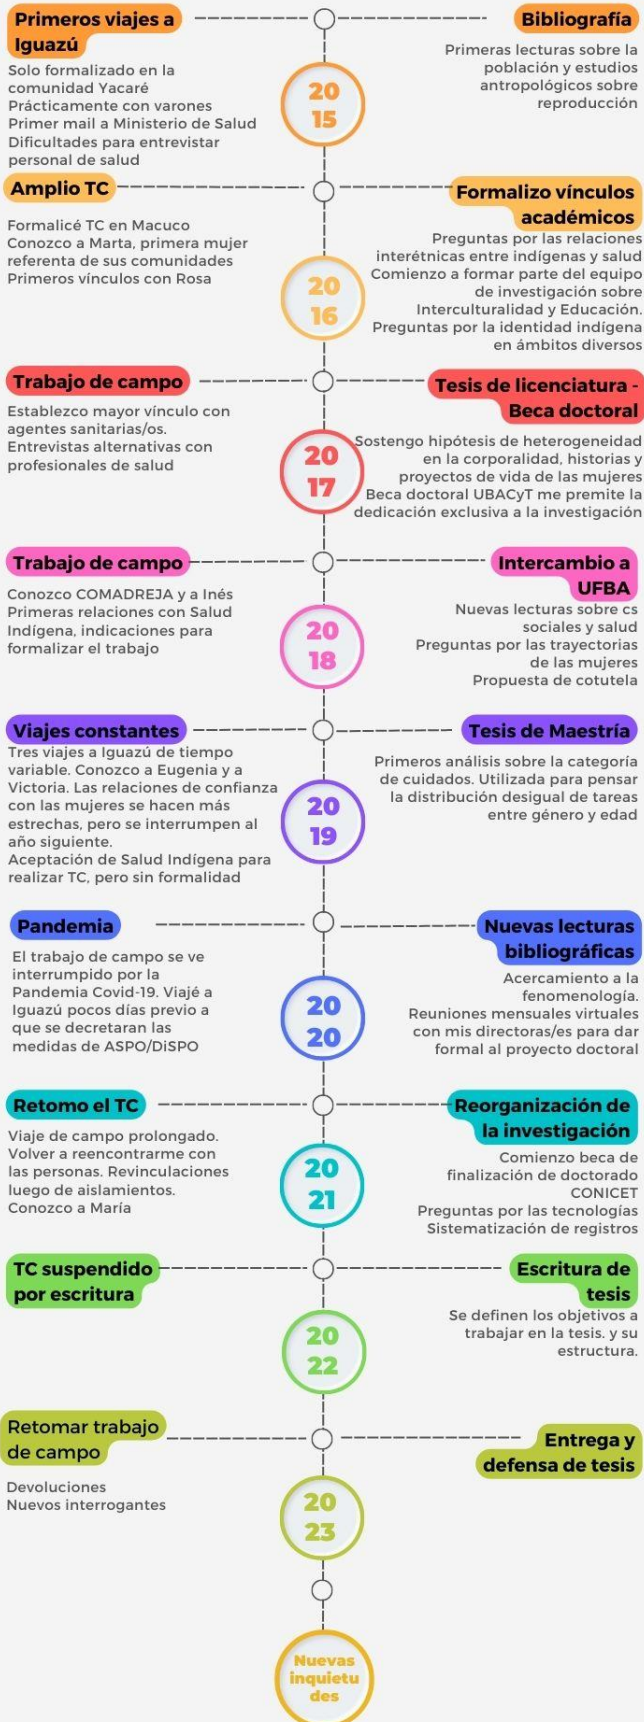 Primeros viajes a
Iguazú
Solo formalizado en la
comunidad Yacaré
Prácticamente con varones
Primer mail a Ministerio de Salud
Dificultades para entrevistar
personal de salud
Bibliografía
Primeras lecturas sobre la
población y estudios
antropológicos sobre
reproducción
20
15
Amplio TC
Formalicé TC en Macuco
Conozco a Marta, primera mujer
referenta de sus comunidades
Primeros vínculos con Rosa
Formalizo vínculos
académicos
Preguntas por las relaciones
interétnicas entre indígenas y salud
Comienzo a formar parte del equipo
de investigación sobre
Interculturalidad y Educación.
Preguntas por la identidad indígena
en ámbitos diversos
20
16
Trabajo de campo
Establezco mayor vínculo con
agentes sanitarias/os.
Entrevistas alternativas con
profesionales de salud
Tesis de licenciatura -
Beca doctoral
Sostengo hipótesis de heterogeneidad
en la corporalidad, historias y
proyectos de vida de las mujeres
Beca doctoral UBACyT me premite la
dedicación exclusiva a la investigación
20
17
Trabajo de campo
Conozco COMADREJA y a Inés
Primeras relaciones con Salud
Indígena, indicaciones para
formalizar el trabajo
Intercambio a
UFBA
Nuevas lecturas sobre cs
sociales y salud
Preguntas por las trayectorias
de las mujeres
Propuesta de cotutela
20
18
Viajes constantes
Tres viajes a Iguazú de tiempo
variable. Conozco a Eugenia y a
Victoria. Las relaciones de confianza
con las mujeres se hacen más
estrechas, pero se interrumpen al
año siguiente.
Aceptación de Salud Indígena para
realizar TC, pero sin formalidad
Tesis de Maestría
Primeros análisis sobre la categoría
de cuidados. Utilizada para pensar
la distribución desigual de tareas
entre género y edad
20
19
Pandemia
El trabajo de campo se ve
interrumpido por la
Pandemia Covid-19. Viajé a
Iguazú pocos días previo a
que se decretaran las
medidas de ASPO/DiSPO
Nuevas lecturas
bibliográficas
Acercamiento a la
fenomenología.
Reuniones mensuales virtuales
con mis directoras/es para dar
formal al proyecto doctoral
20
20
Retomo el TC
Viaje de campo prolongado.
Volver a reencontrarme con
las personas. Revinculaciones
luego de aislamientos.
Conozco a María
Reorganización de
la investigación
Comienzo beca de
finalización de doctorado
CONICET
Preguntas por las tecnologías
Sistematización de registros
20
21
TC suspendido
por escritura
Escritura de
tesis
Se definen los objetivos a
trabajar en la tesis. y su
estructura.
20
22
Retomar trabajo
de campo
Devoluciones
Nuevos interrogantes
Entrega y
defensa de tesis
20
23
Nuevas
inquietu
des